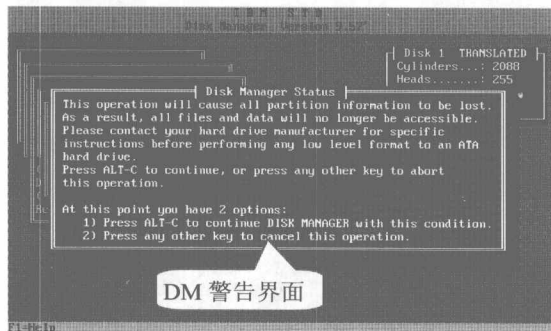 Disk Manager Version 9.57
Disk 1 TRANSLATED
Cylinders...: 2088
Heads.......: 255
Disk Manager Status
This operation will cause all partition information to be lost.
As a result, all files and data will no longer be accessible.
Please contact your hard drive manufacturer for specific
instructions before performing any low level format to an ATA
hard drive.
Press ALT-C to continue, or press any other key to abort
this operation.
At this point you have 2 options:
1) Press ALT-C to continue DISK MANAGER with this condition.
2) Press any other key to cancel this operation.
DM 警告界面
F1=Help